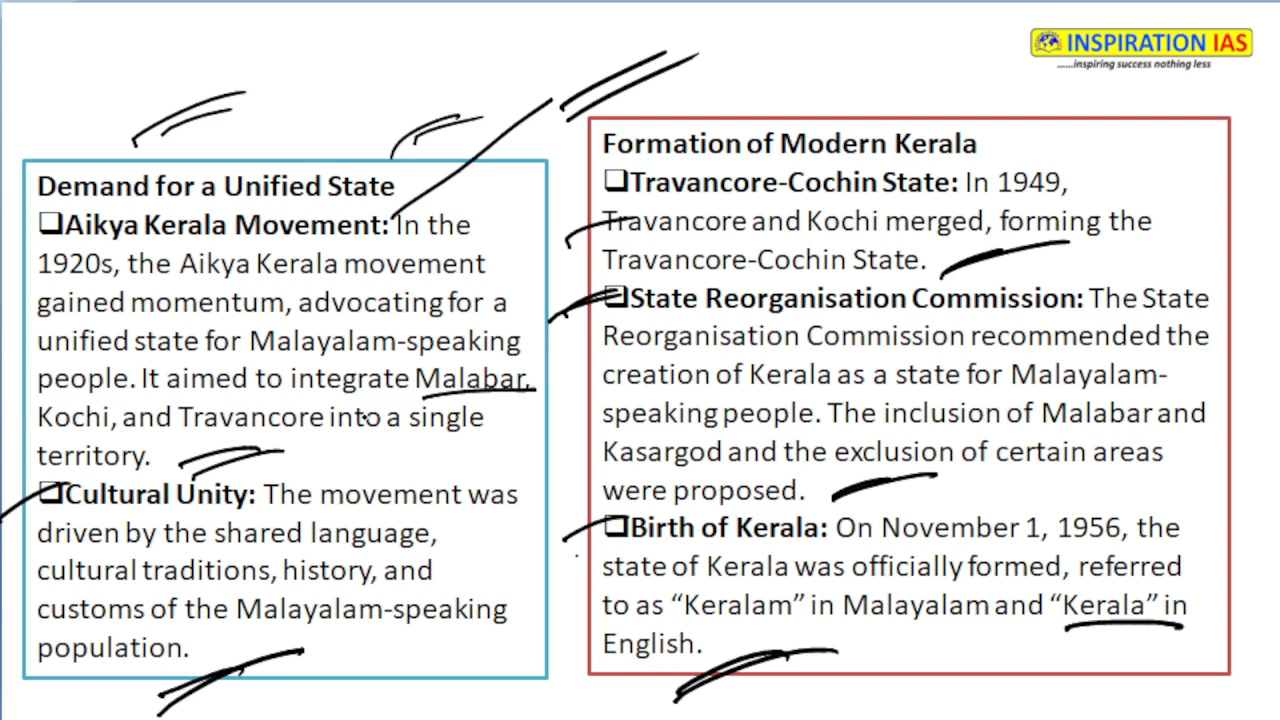 INSPIRATION IAS
......inspiring success nothing less
Demand for a Unified State
❑Aikya Kerala Movement: In the
1920s, the Aikya Kerala movement
gained momentum, advocating for a
unified state for Malayalam-speaking
people. It aimed to integrate Malabar,
Kochi, and Travancore into a single
territory.
❑Cultural Unity: The movement was
driven by the shared language,
cultural traditions, history, and
customs of the Malayalam-speaking
population.
Formation of Modern Kerala
❑Travancore-Cochin State: In 1949,
Travancore and Kochi merged, forming the
Travancore-Cochin State.
❑State Reorganisation Commission: The State
Reorganisation Commission recommended the
creation of Kerala as a state for Malayalam-
speaking people. The inclusion of Malabar and
Kasargod and the exclusion of certain areas
were proposed.
❑Birth of Kerala: On November 1, 1956, the
state of Kerala was officially formed, referred
to as “Keralam” in Malayalam and “Kerala” in
English.